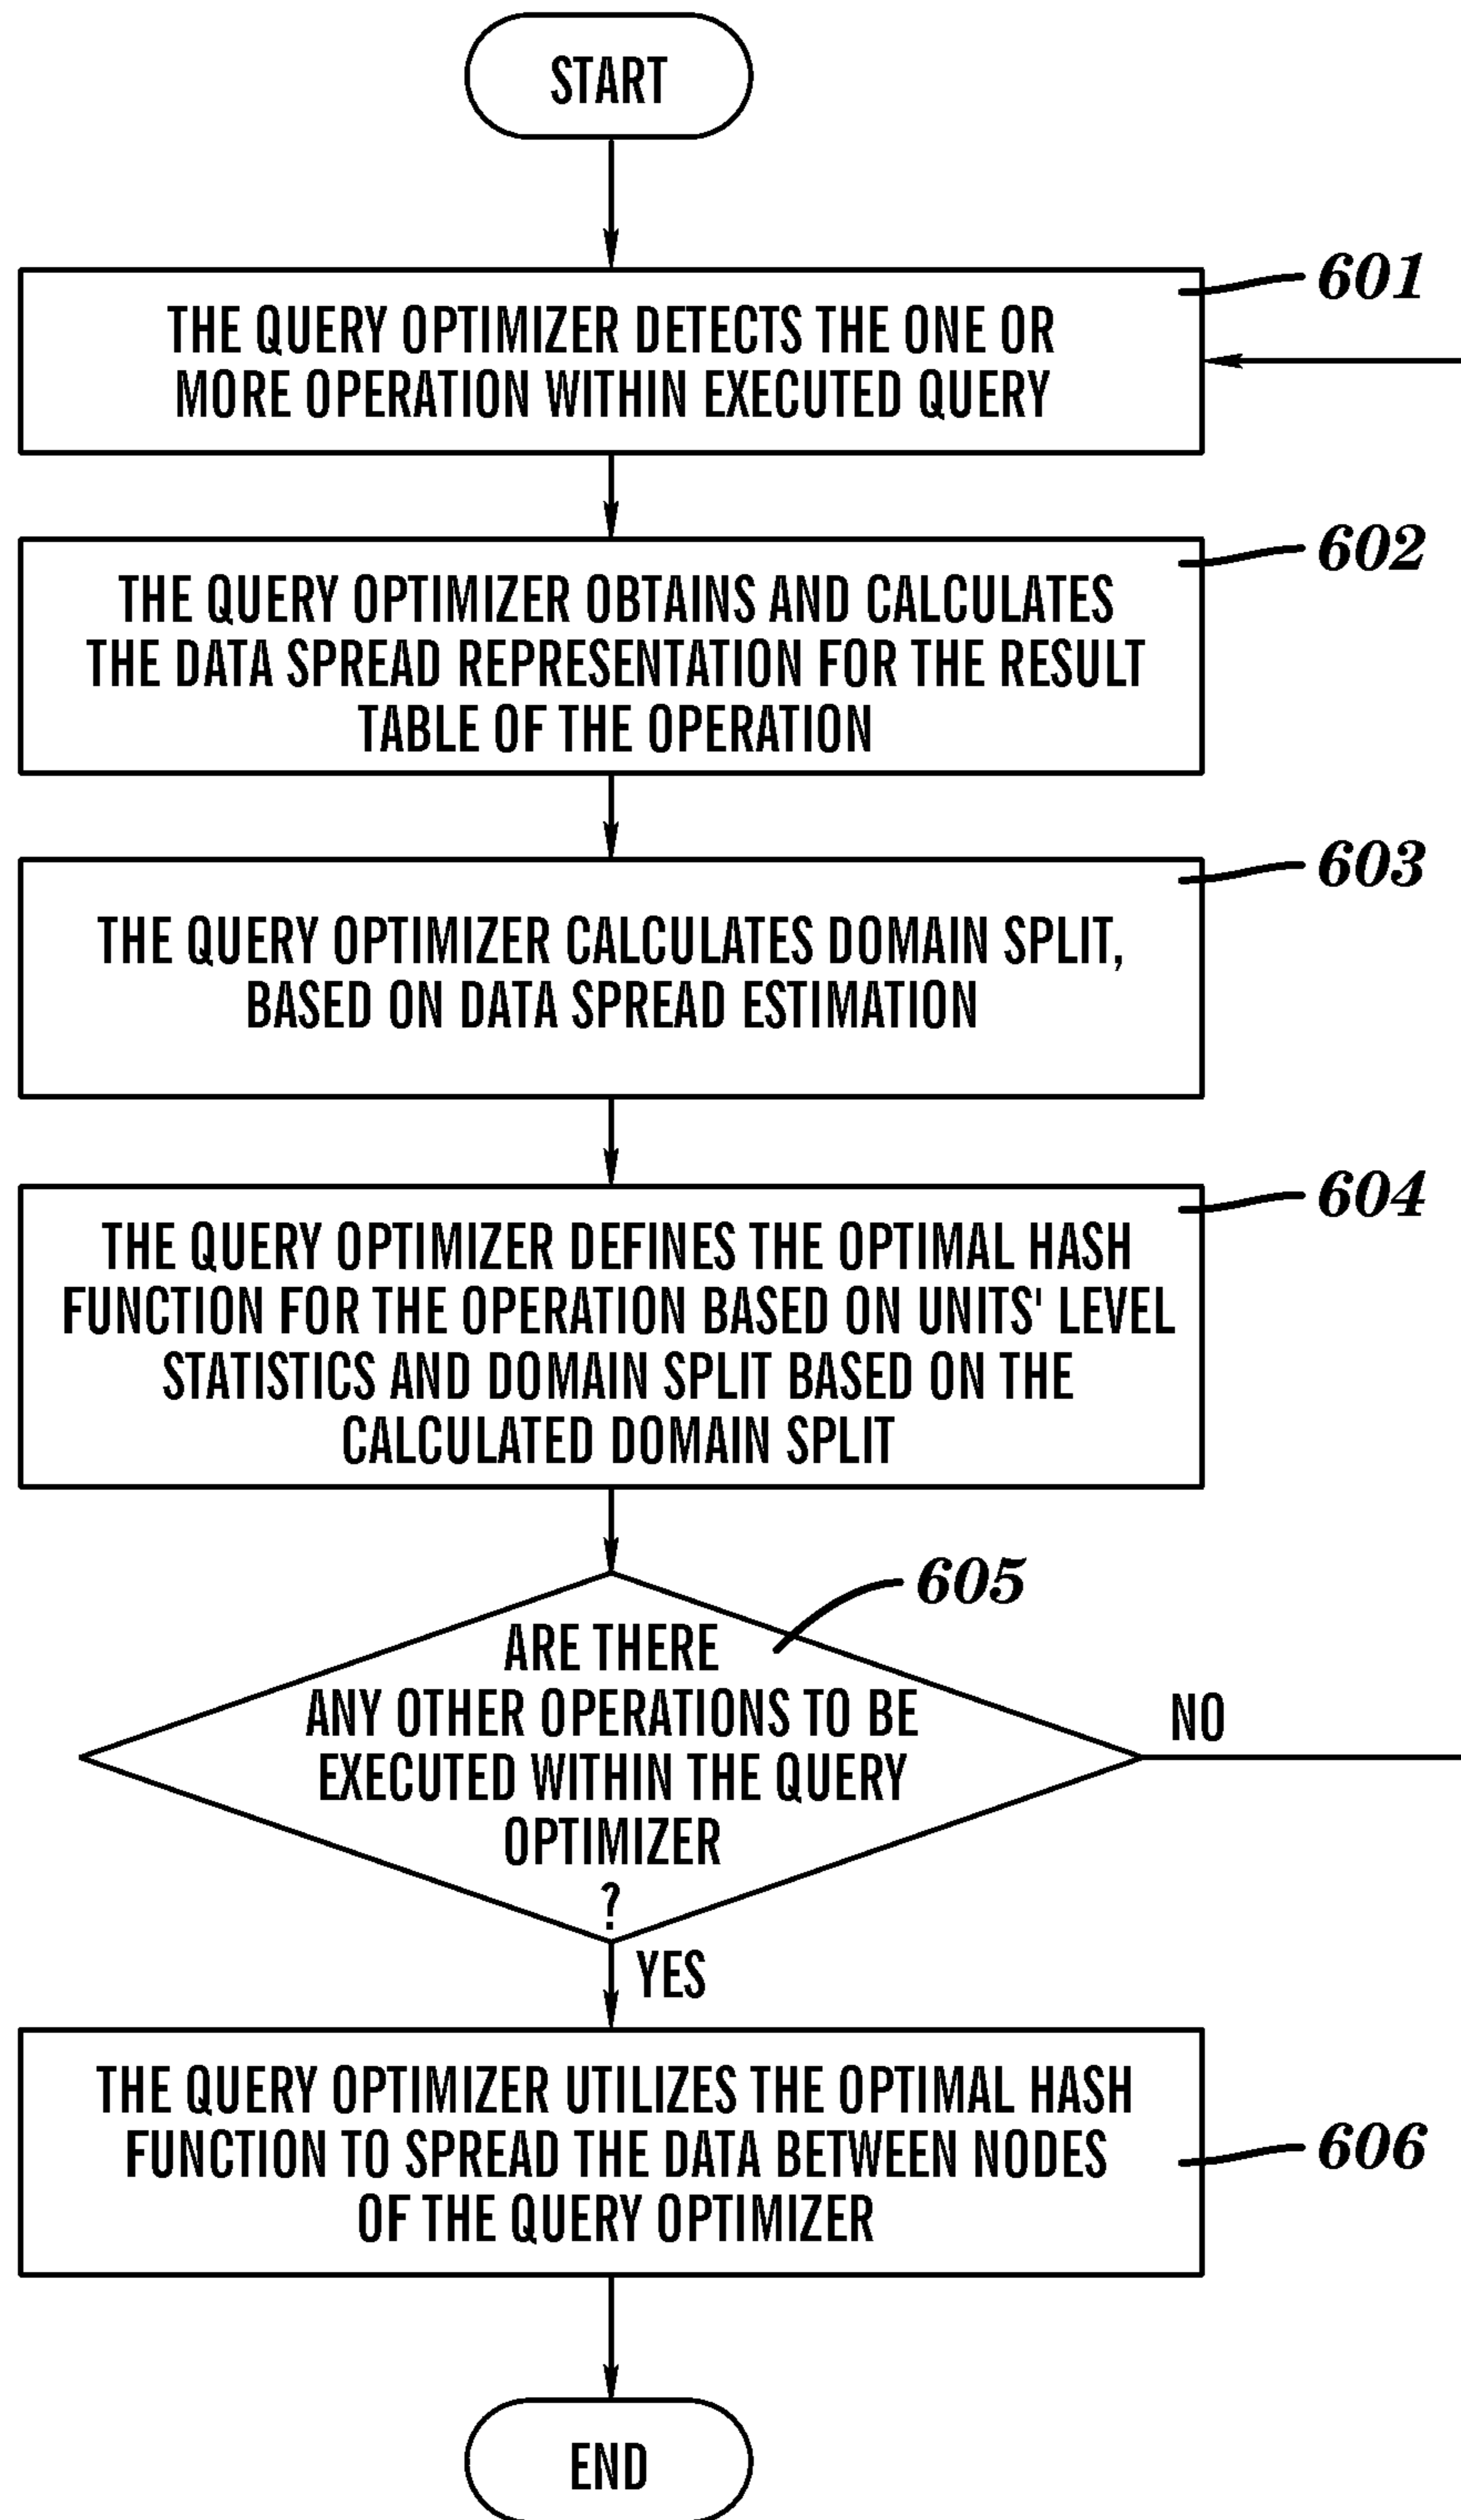 START
601
THE QUERY OPTIMIZER DETECTS THE ONE OR
MORE OPERATION WITHIN EXECUTED QUERY
602
THE QUERY OPTIMIZER OBTAINS AND CALCULATES
THE DATA SPREAD REPRESENTATION FOR THE RESULT
TABLE OF THE OPERATION
603
THE QUERY OPTIMIZER CALCULATES DOMAIN SPLIT,
BASED ON DATA SPREAD ESTIMATION
604
THE QUERY OPTIMIZER DEFINES THE OPTIMAL HASH
FUNCTION FOR THE OPERATION BASED ON UNITS' LEVEL
STATISTICS AND DOMAIN SPLIT BASED ON THE
CALCULATED DOMAIN SPLIT
605
ARE THERE
ANY OTHER OPERATIONS TO BE
EXECUTED WITHIN THE QUERY
OPTIMIZER
?
NO
YES
THE QUERY OPTIMIZER UTILIZES THE OPTIMAL HASH
FUNCTION TO SPREAD THE DATA BETWEEN NODES
OF THE QUERY OPTIMIZER
606
END